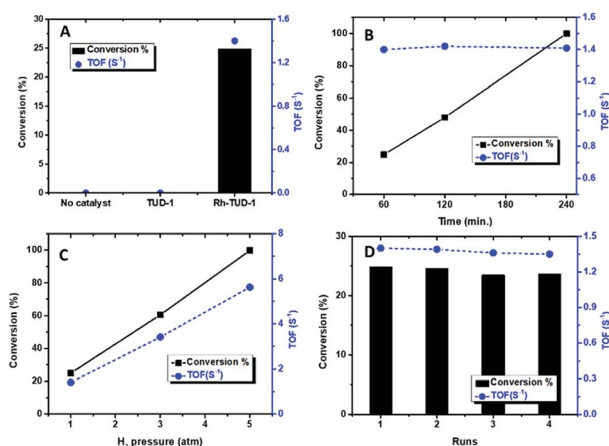 A
Conversion %
TOF (S⁻¹)
Conversion (%)
30
25
20
15
10
5
0
No catalyst TUD-1 Rh-TUD-1
1.6
1.2
0.8
0.4
0.0
TOF (S⁻¹)
B
Conversion %
TOF(S⁻¹)
Conversion (%)
100
80
60
40
20
0
60 120 180 240
Time (min.)
1.6
1.4
1.2
1.0
0.8
0.6
TOF (S⁻¹)
C
Conversion %
TOF(S⁻¹)
Conversion (%)
100
80
60
40
20
0
1 2 3 4 5
H₂ pressure (atm)
8
6
4
2
0
TOF (S⁻¹)
D
Conversion %
TOF(S⁻¹)
Conversion (%)
30
20
10
0
1 2 3 4
Runs
1.5
1.2
0.9
0.6
0.3
0.0
TOF (S⁻¹)